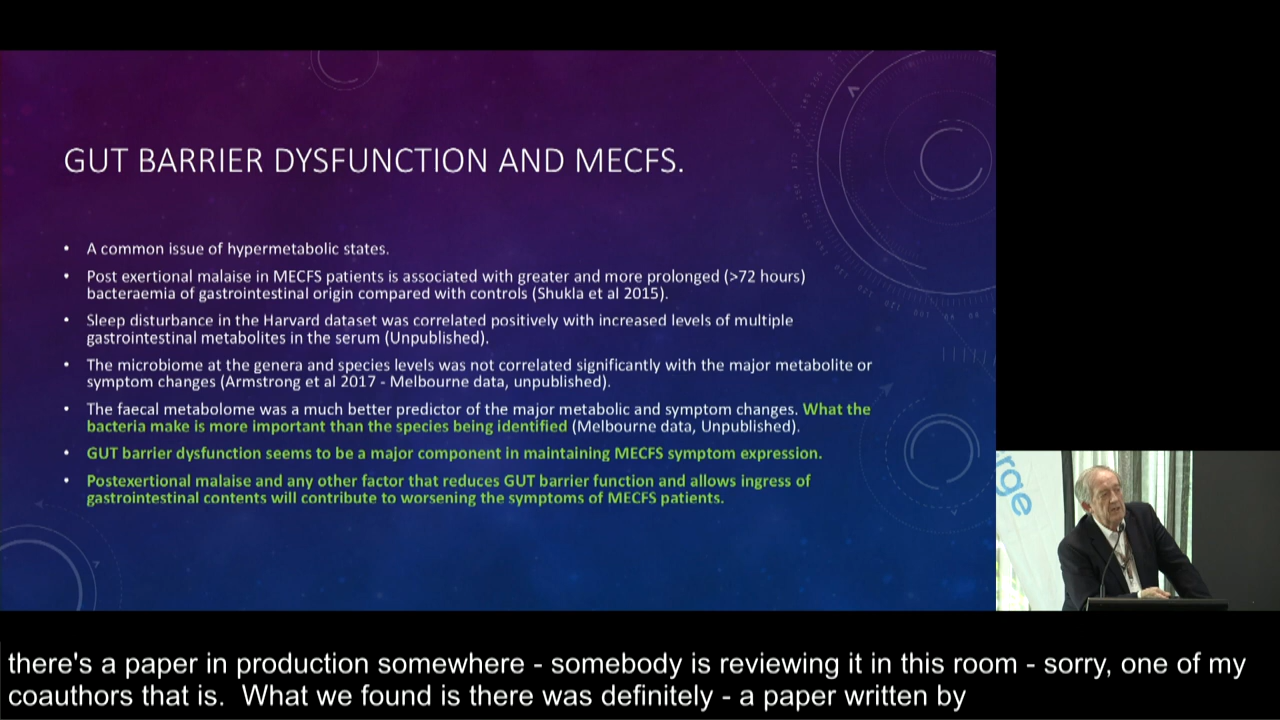 GUT BARRIER DYSFUNCTION AND MECFS.
• A common issue of hypermetabolic states.
• Post exertional malaise in MECFS patients is associated with greater and more prolonged (>72 hours)
bacteraemia of gastrointestinal origin compared with controls (Shukla et al 2015).
• Sleep disturbance in the Harvard dataset was correlated positively with increased levels of multiple
gastrointestinal metabolites in the serum (Unpublished).
• The microbiome at the genera and species levels was not correlated significantly with the major metabolite or
symptom changes (Armstrong et al 2017 - Melbourne data, unpublished).
• The faecal metabolome was a much better predictor of the major metabolic and symptom changes. What the
bacteria make is more important than the species being identified (Melbourne data, Unpublished).
• GUT barrier dysfunction seems to be a major component in maintaining MECFS symptom expression.
• Postexertional malaise and any other factor that reduces GUT barrier function and allows ingress of
gastrointestinal contents will contribute to worsening the symptoms of MECFS patients.
rge
there's a paper in production somewhere - somebody is reviewing it in this room - sorry, one of my
coauthors that is.  What we found is there was definitely - a paper written by